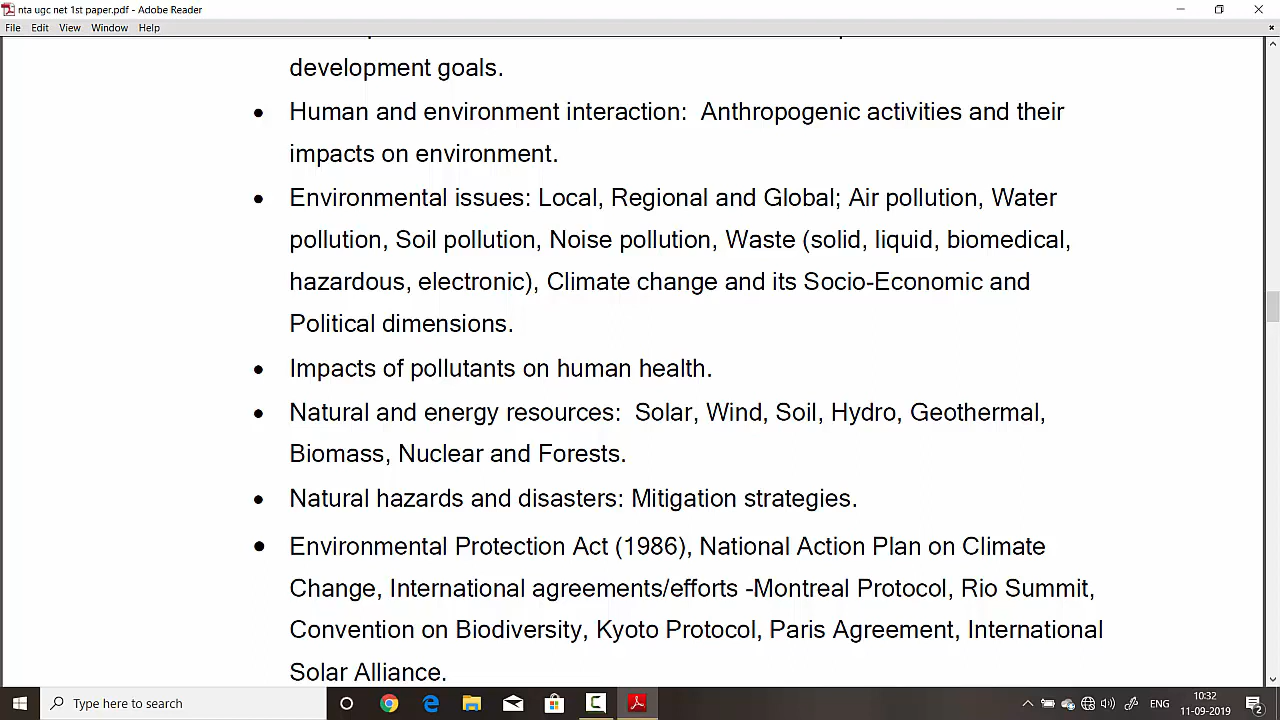 nta ugc net 1st paper.pdf - Adobe Reader
File Edit View Window Help
development goals.
• Human and environment interaction: Anthropogenic activities and their
impacts on environment.
• Environmental issues: Local, Regional and Global; Air pollution, Water
pollution, Soil pollution, Noise pollution, Waste (solid, liquid, biomedical,
hazardous, electronic), Climate change and its Socio-Economic and
Political dimensions.
• Impacts of pollutants on human health.
• Natural and energy resources: Solar, Wind, Soil, Hydro, Geothermal,
Biomass, Nuclear and Forests.
• Natural hazards and disasters: Mitigation strategies.
• Environmental Protection Act (1986), National Action Plan on Climate
Change, International agreements/efforts -Montreal Protocol, Rio Summit,
Convention on Biodiversity, Kyoto Protocol, Paris Agreement, International
Solar Alliance.
Type here to search
ENG
10:32
11-09-2019
2